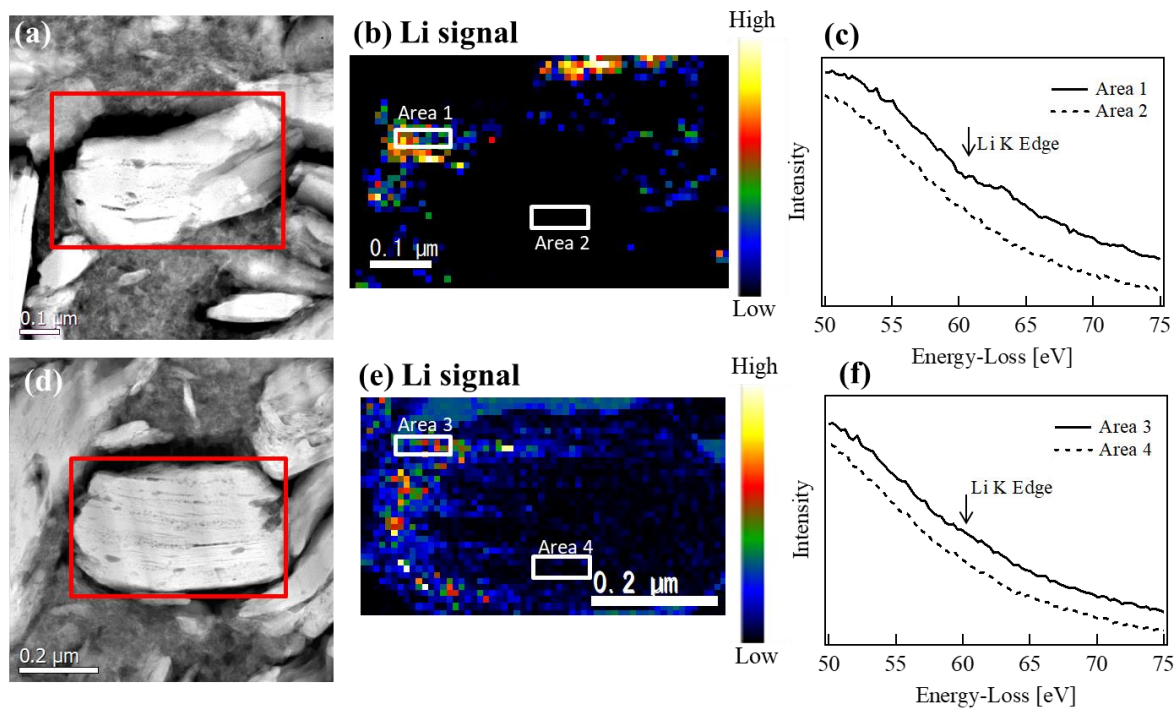 (a)
0.1 μm
(b) Li signal
Area 1
Area 2
0.1 μm
High
Low
(c)
Area 1
Area 2
Li K Edge
Intensity
50 55 60 65 70 75
Energy-Loss [eV]
(d)
0.2 μm
(e) Li signal
Area 3
Area 4
0.2 μm
High
Low
(f)
Area 3
Area 4
Li K Edge
Intensity
50 55 60 65 70 75
Energy-Loss [eV]